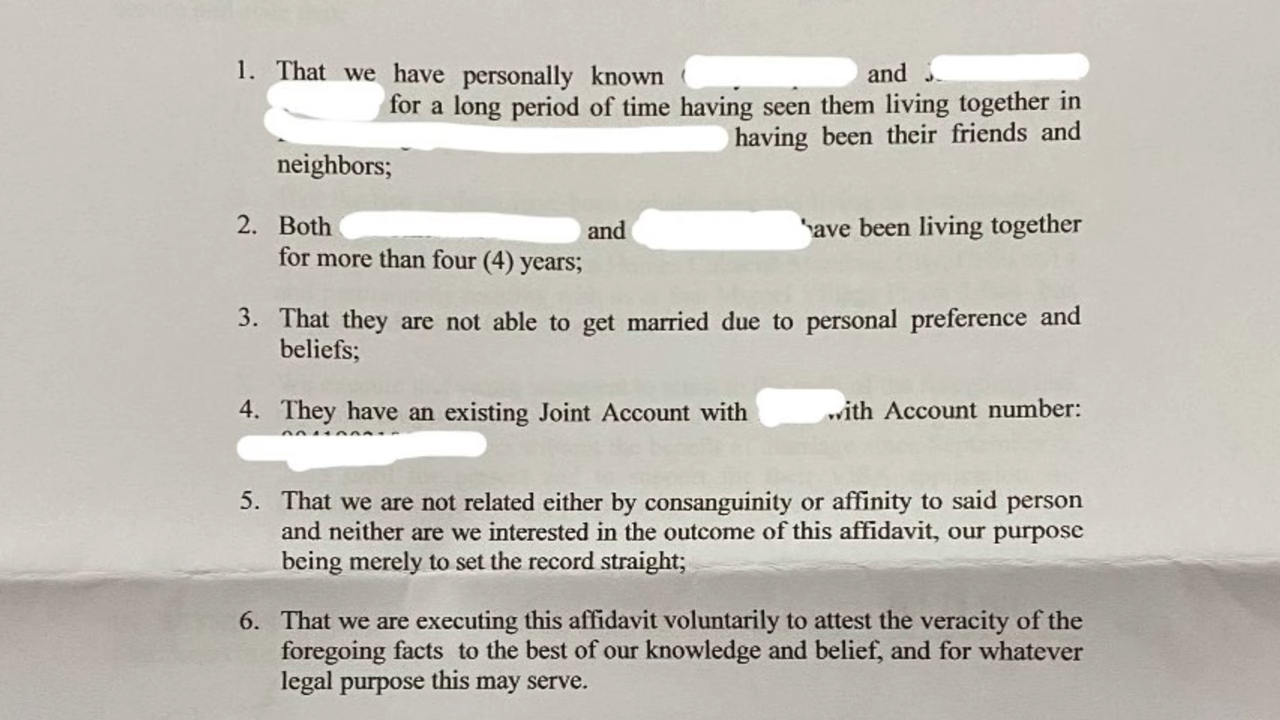 1. That we have personally known and
for a long period of time having seen them living together in
having been their friends and
neighbors;
2. Both and have been living together
for more than four (4) years;
3. That they are not able to get married due to personal preference and
beliefs;
4. They have an existing Joint Account with with Account number:
5. That we are not related either by consanguinity or affinity to said person
and neither are we interested in the outcome of this affidavit, our purpose
being merely to set the record straight;
6. That we are executing this affidavit voluntarily to attest the veracity of the
foregoing facts to the best of our knowledge and belief, and for whatever
legal purpose this may serve.